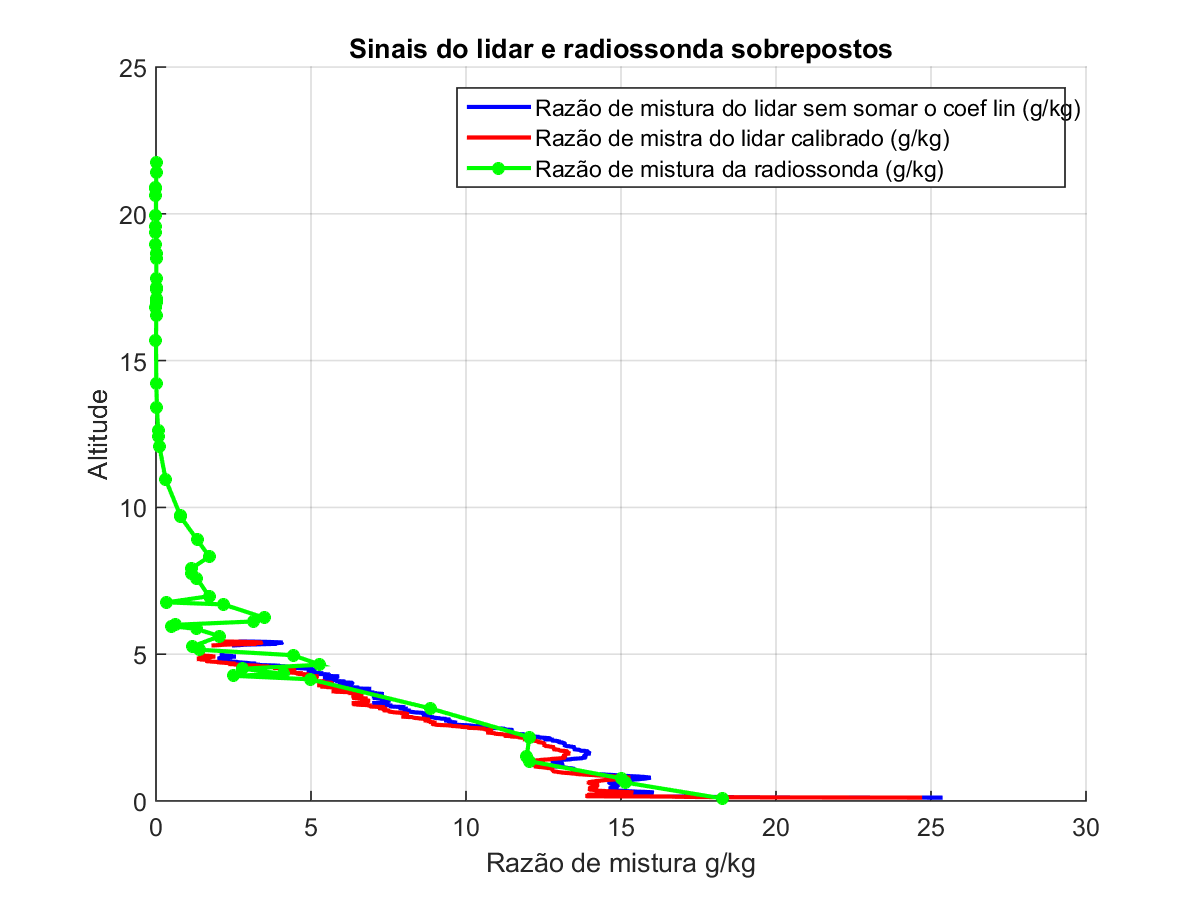 Sinais do lidar e radiossonda sobrepostos
25
Razão de mistura do lidar sem somar o coef lin (g/kg)
Razão de mistra do lidar calibrado (g/kg)
Razão de mistura da radiossonda (g/kg)
20
15
Altitude
10
5
0
0 5 10 15 20 25 30
Razão de mistura g/kg